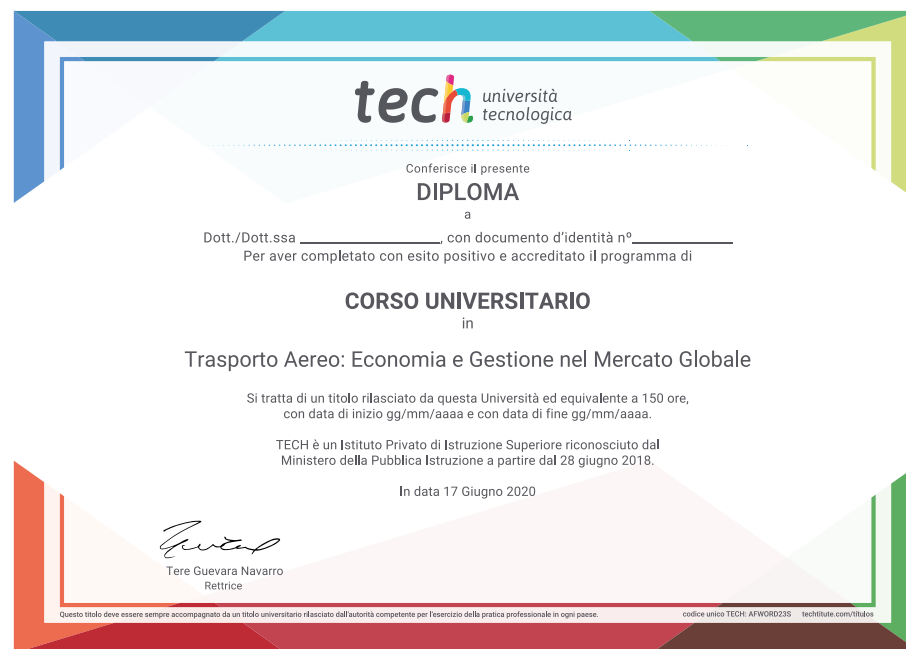 tech università
tecnologica
Conferisce il presente
DIPLOMA
a
Dott./Dott.ssa ____________________, con documento d'identità nº______________
Per aver completato con esito positivo e accreditato il programma di
CORSO UNIVERSITARIO
in
Trasporto Aereo: Economia e Gestione nel Mercato Globale
Si tratta di un titolo rilasciato da questa Università ed equivalente a 150 ore,
con data di inizio gg/mm/aaaa e con data di fine gg/mm/aaaa.
TECH è un Istituto Privato di Istruzione Superiore riconosciuto dal
Ministero della Pubblica Istruzione a partire dal 28 giugno 2018.
In data 17 Giugno 2020
Tere Guevara Navarro
Rettrice
Questo titolo deve essere sempre accompagnato da un titolo universitario rilasciato dall'autorità competente per l'esercizio della pratica professionale in ogni paese. codice unico TECH: AFWORD23S techtitute.com/titulos